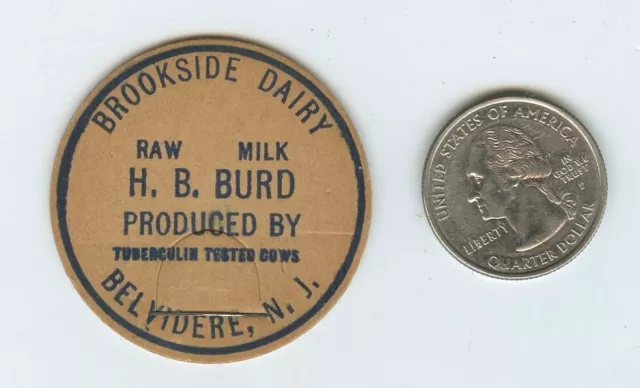 BROOKSIDE DAIRY
RAW MILK
H. B. BURD
PRODUCED BY
TUBERCULIN TESTED COWS
BELVIDERE, N. J.
UNITED STATES OF AMERICA
IN
GOD WE
TRUST
P
LIBERTY
QUARTER DOLLAR